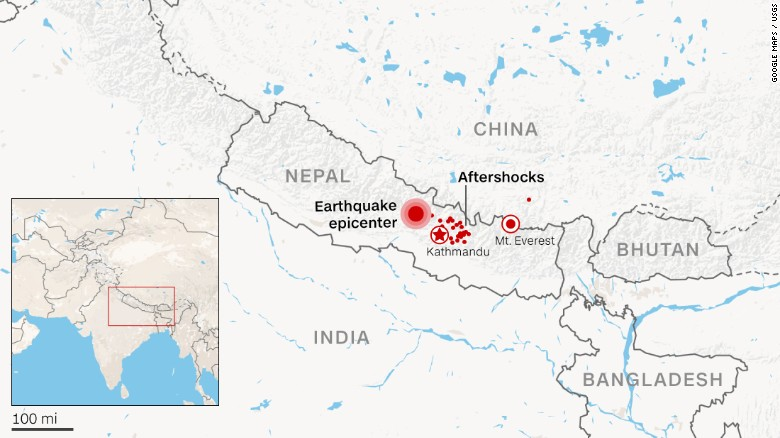 GOOGLE MAPS / USGS
CHINA
NEPAL
Aftershocks
Earthquake
epicenter
Mt. Everest
Kathmandu
BHUTAN
INDIA
BANGLADESH
100 mi